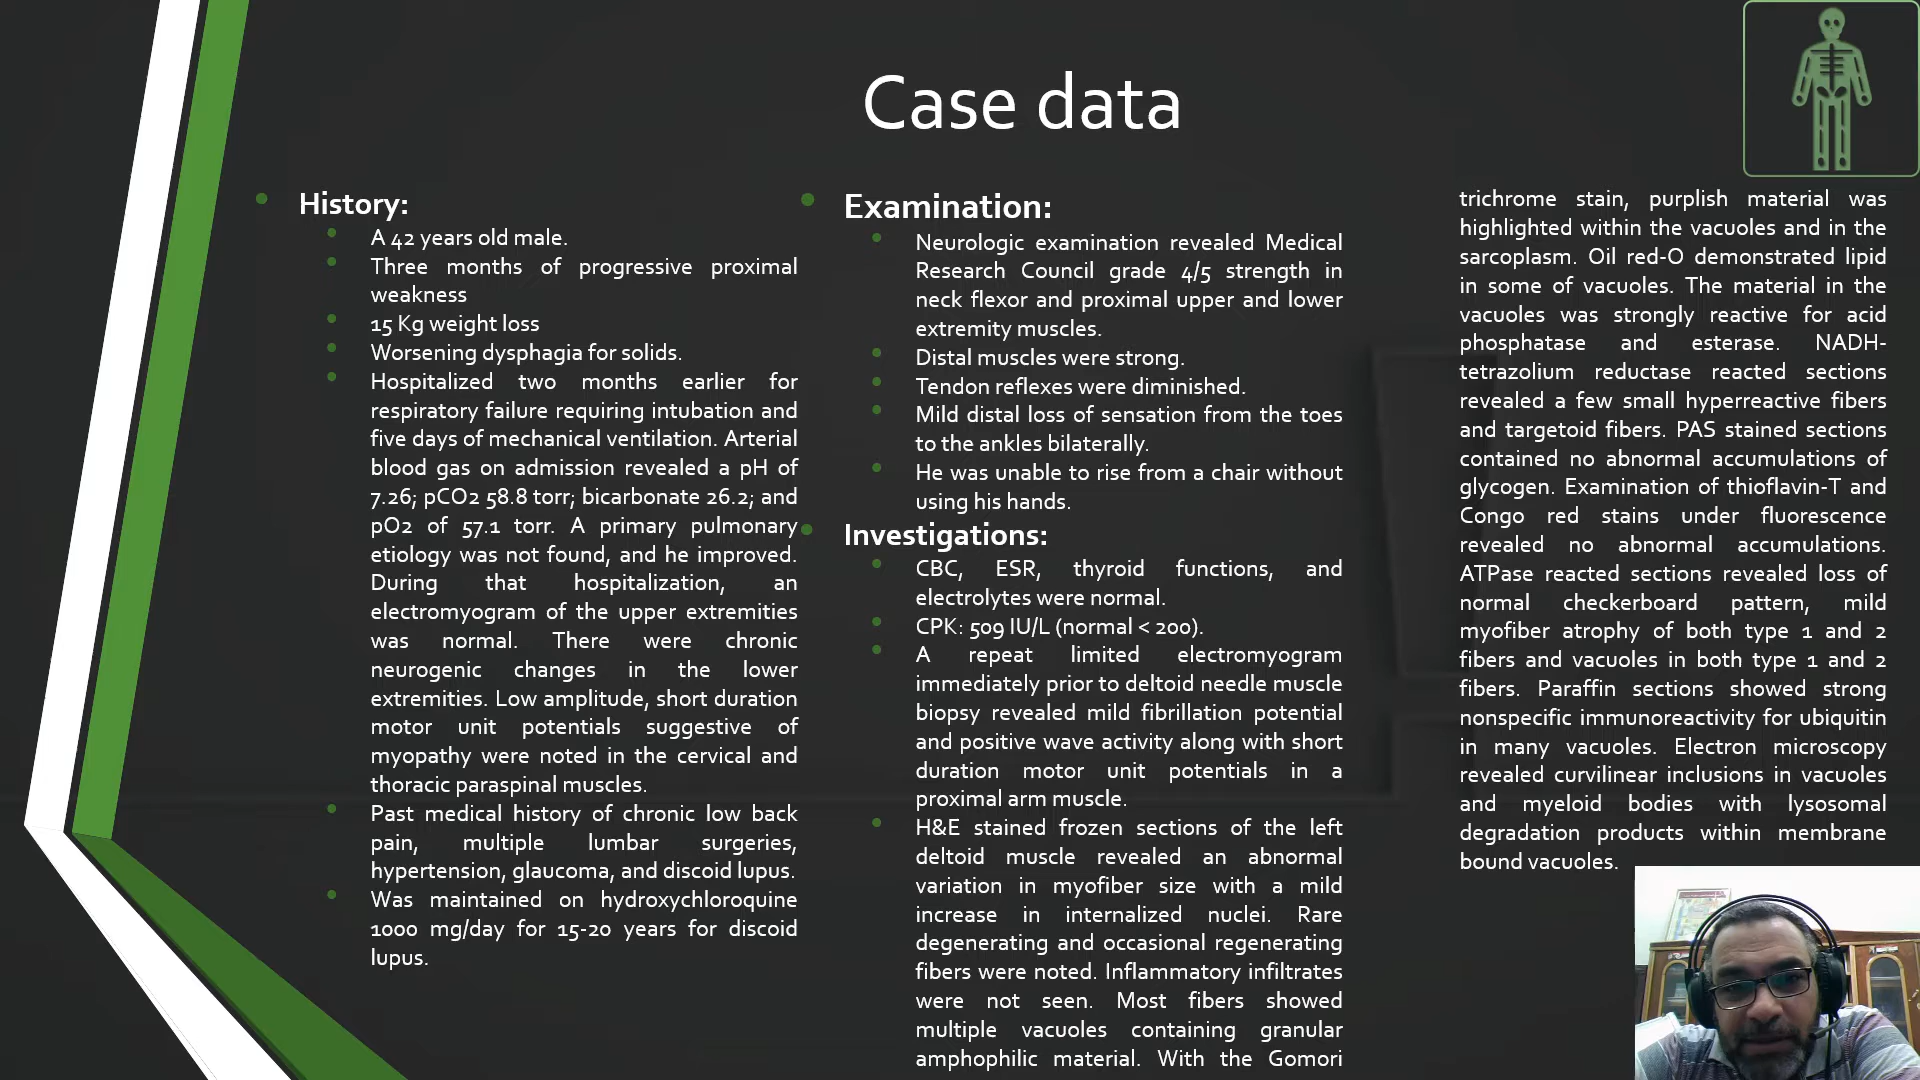 Case data
History:
A 42 years old male.
Three months of progressive proximal
weakness
15 Kg weight loss
Worsening dysphagia for solids.
Hospitalized two months earlier for
respiratory failure requiring intubation and
five days of mechanical ventilation. Arterial
blood gas on admission revealed a pH of
7.26; pCO2 58.8 torr; bicarbonate 26.2; and
pO2 of 57.1 torr. A primary pulmonary
etiology was not found, and he improved.
During that hospitalization, an
electromyogram of the upper extremities
was normal. There were chronic
neurogenic changes in the lower
extremities. Low amplitude, short duration
motor unit potentials suggestive of
myopathy were noted in the cervical and
thoracic paraspinal muscles.
Past medical history of chronic low back
pain, multiple lumbar surgeries,
hypertension, glaucoma, and discoid lupus.
Was maintained on hydroxychloroquine
1000 mg/day for 15-20 years for discoid
lupus.
Examination:
Neurologic examination revealed Medical
Research Council grade 4/5 strength in
neck flexor and proximal upper and lower
extremity muscles.
Distal muscles were strong.
Tendon reflexes were diminished.
Mild distal loss of sensation from the toes
to the ankles bilaterally.
He was unable to rise from a chair without
using his hands.
Investigations:
CBC, ESR, thyroid functions, and
electrolytes were normal.
CPK: 509 IU/L (normal < 200).
A repeat limited electromyogram
immediately prior to deltoid needle muscle
biopsy revealed mild fibrillation potential
and positive wave activity along with short
duration motor unit potentials in a
proximal arm muscle.
H&E stained frozen sections of the left
deltoid muscle revealed an abnormal
variation in myofiber size with a mild
increase in internalized nuclei. Rare
degenerating and occasional regenerating
fibers were noted. Inflammatory infiltrates
were not seen. Most fibers showed
multiple vacuoles containing granular
amphophilic material. With the Gomori
trichrome stain, purplish material was
highlighted within the vacuoles and in the
sarcoplasm. Oil red-O demonstrated lipid
in some of vacuoles. The material in the
vacuoles was strongly reactive for acid
phosphatase and esterase. NADH-
tetrazolium reductase reacted sections
revealed a few small hyperreactive fibers
and targetoid fibers. PAS stained sections
contained no abnormal accumulations of
glycogen. Examination of thioflavin-T and
Congo red stains under fluorescence
revealed no abnormal accumulations.
ATPase reacted sections revealed loss of
normal checkerboard pattern, mild
myofiber atrophy of both type 1 and 2
fibers and vacuoles in both type 1 and 2
fibers. Paraffin sections showed strong
nonspecific immunoreactivity for ubiquitin
in many vacuoles. Electron microscopy
revealed curvilinear inclusions in vacuoles
and myeloid bodies with lysosomal
degradation products within membrane
bound vacuoles.